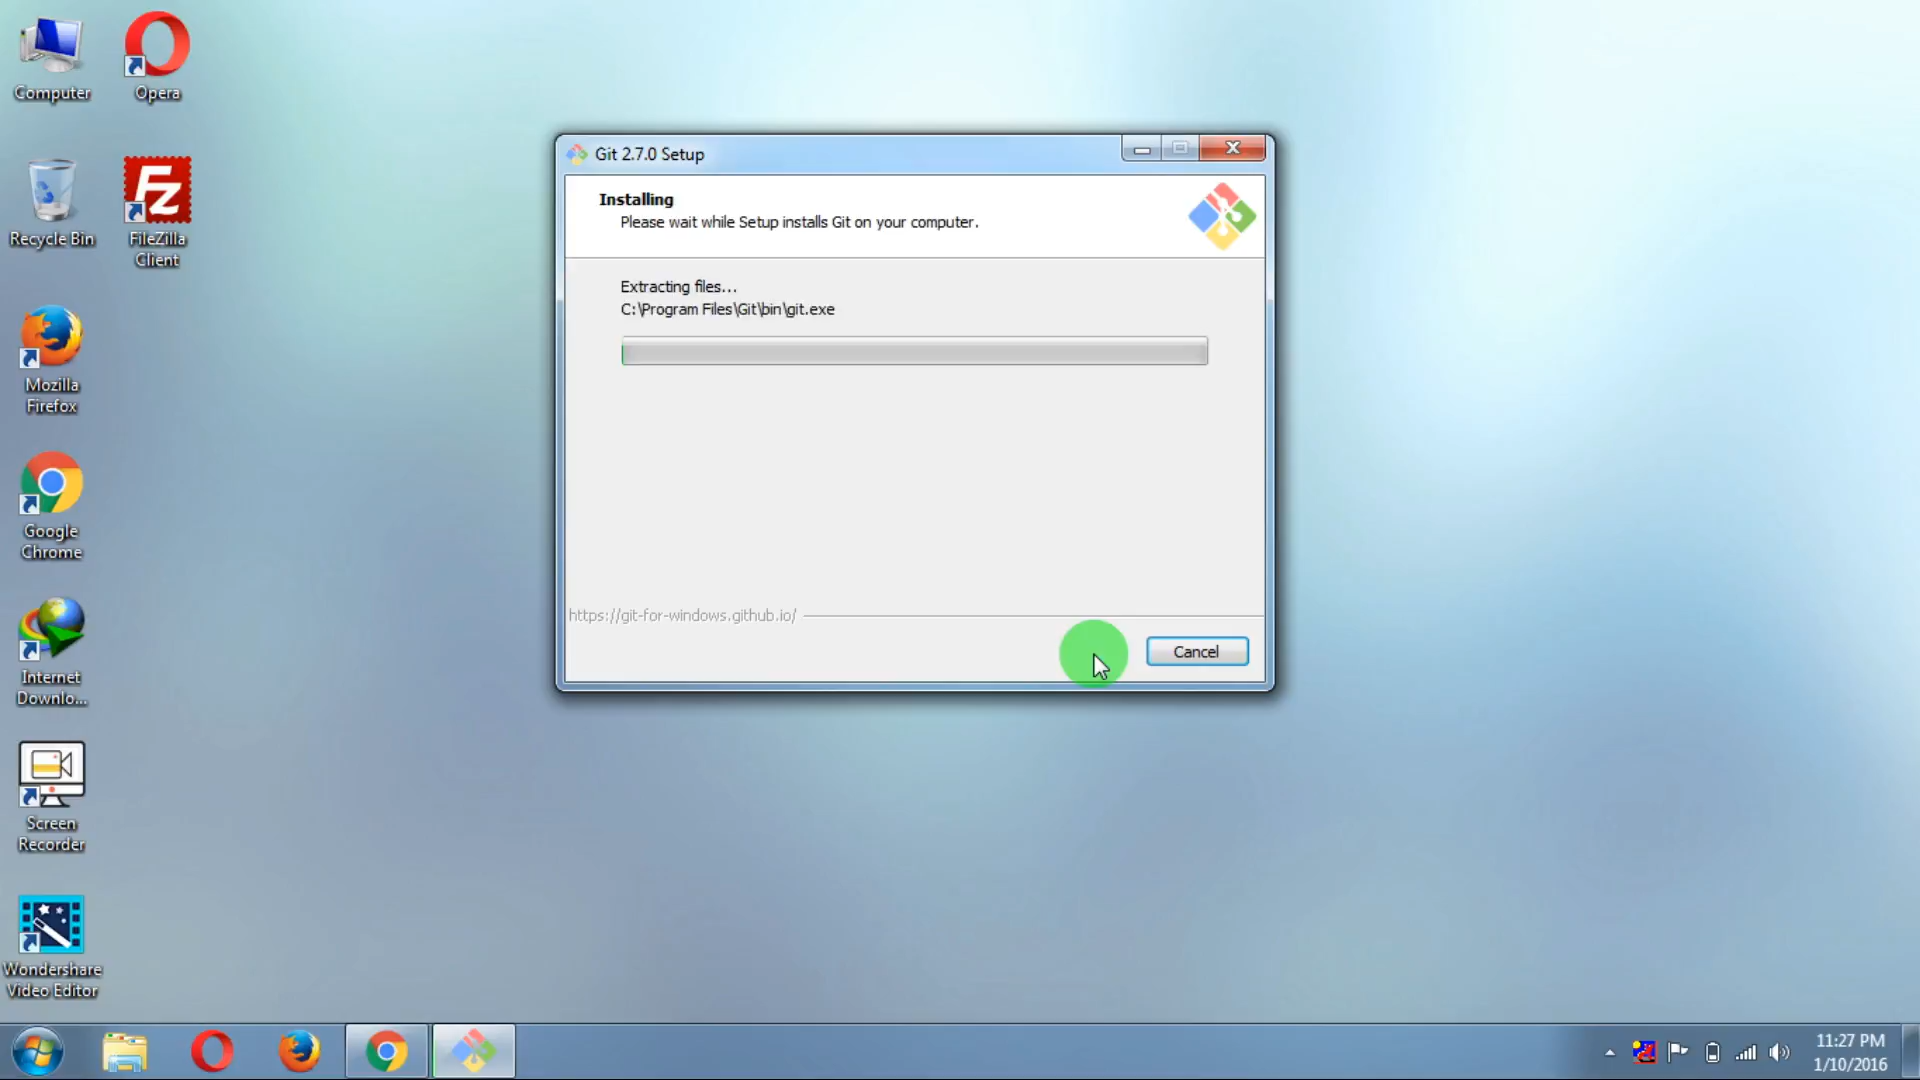 Computer
Opera
Recycle Bin
FileZilla
Client
Mozilla
Firefox
Google
Chrome
Internet
Downlo...
Screen
Recorder
Wondershare
Video Editor
Git 2.7.0 Setup
Installing
Please wait while Setup installs Git on your computer.
Extracting files...
C:\Program Files\Git\bin\git.exe
https://git-for-windows.github.io/
Cancel
11:27 PM
1/10/2016